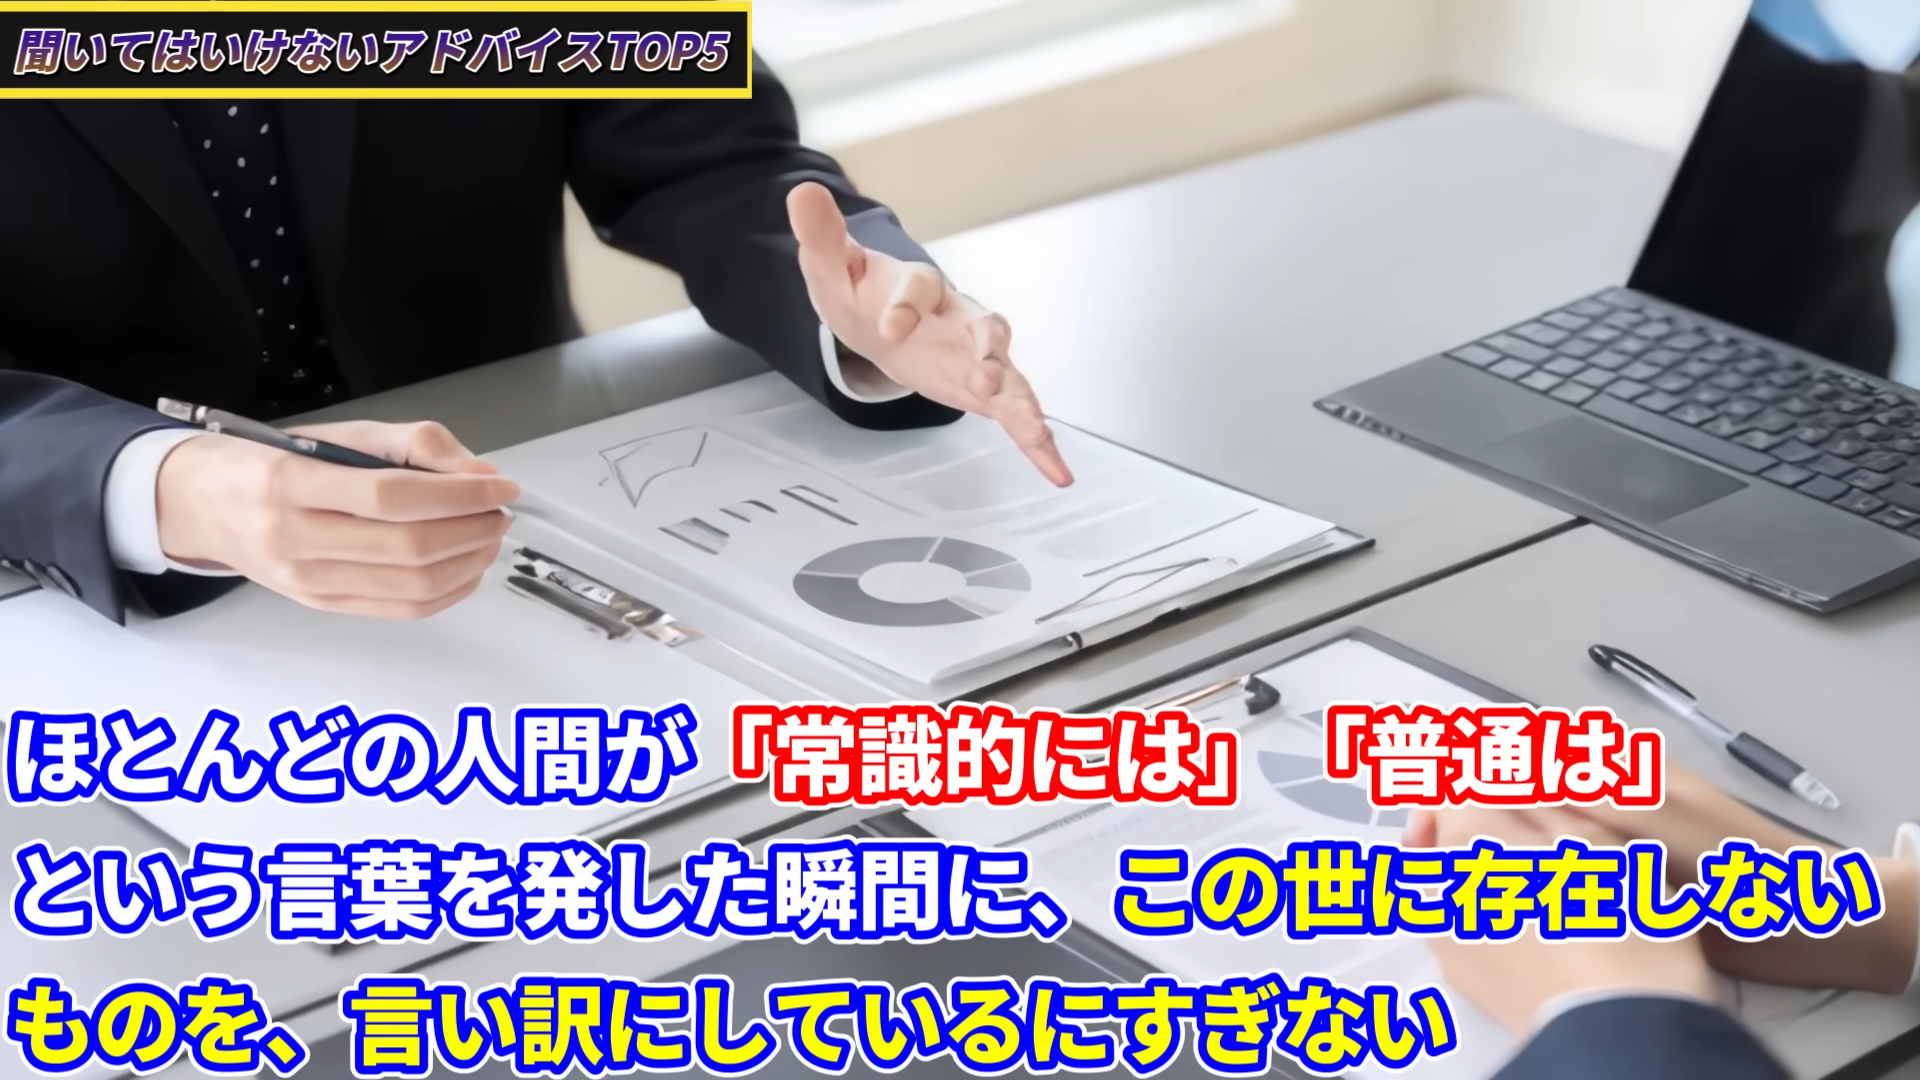 聞いてはいけないアドバイスTOP5
ほとんどの人間が「常識的には」「普通は」
という言葉を発した瞬間に、この世に存在しない
ものを、言い訳にしているにすぎない